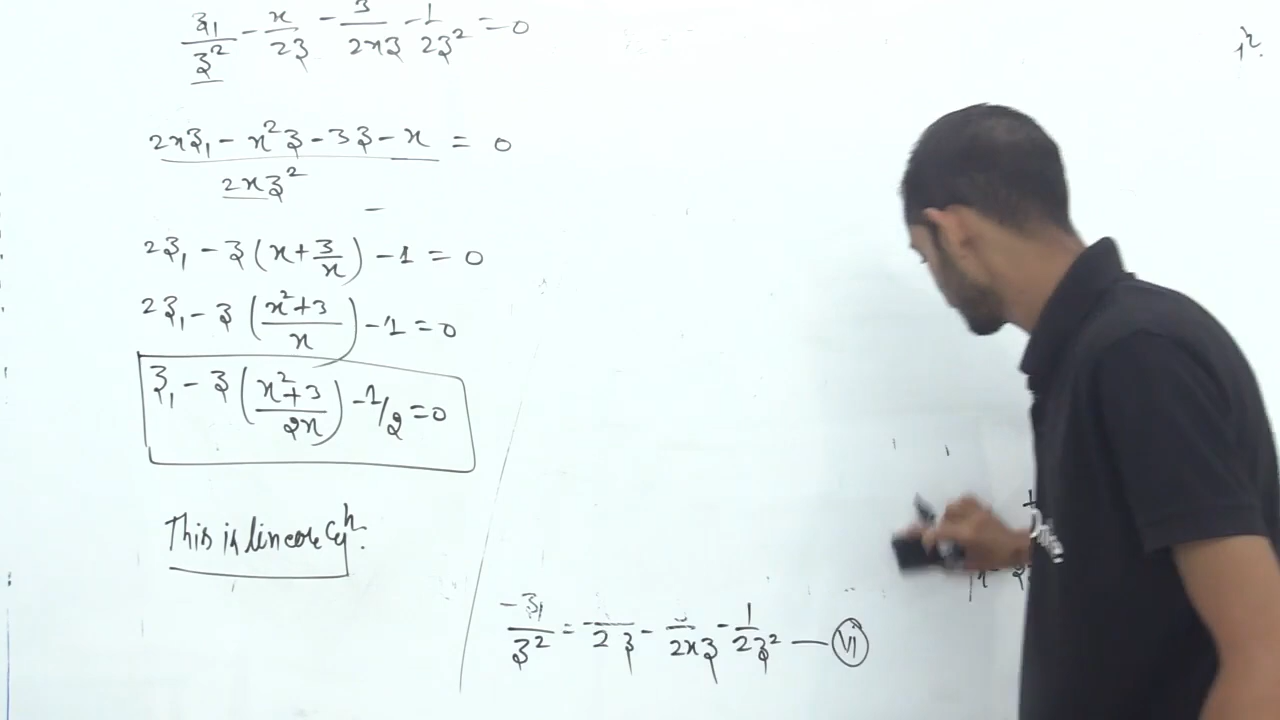 𝔷₁/𝔷² - x/2𝔷 - 3/2x𝔷 - 1/2𝔷² = 0
2x𝔷₁ - x²𝔷 - 3𝔷 - x / 2x𝔷² = 0
2𝔷₁ - 𝔷(x + 3/x) - 1 = 0
2𝔷₁ - 𝔷((x²+3)/x) - 1 = 0
𝔷₁ - 𝔷((x²+3)/2x) - 1/2 = 0
This is linear eqⁿ.
-𝔷₁/𝔷² = - /2𝔷 - /2x𝔷 - 1/2𝔷² — VI